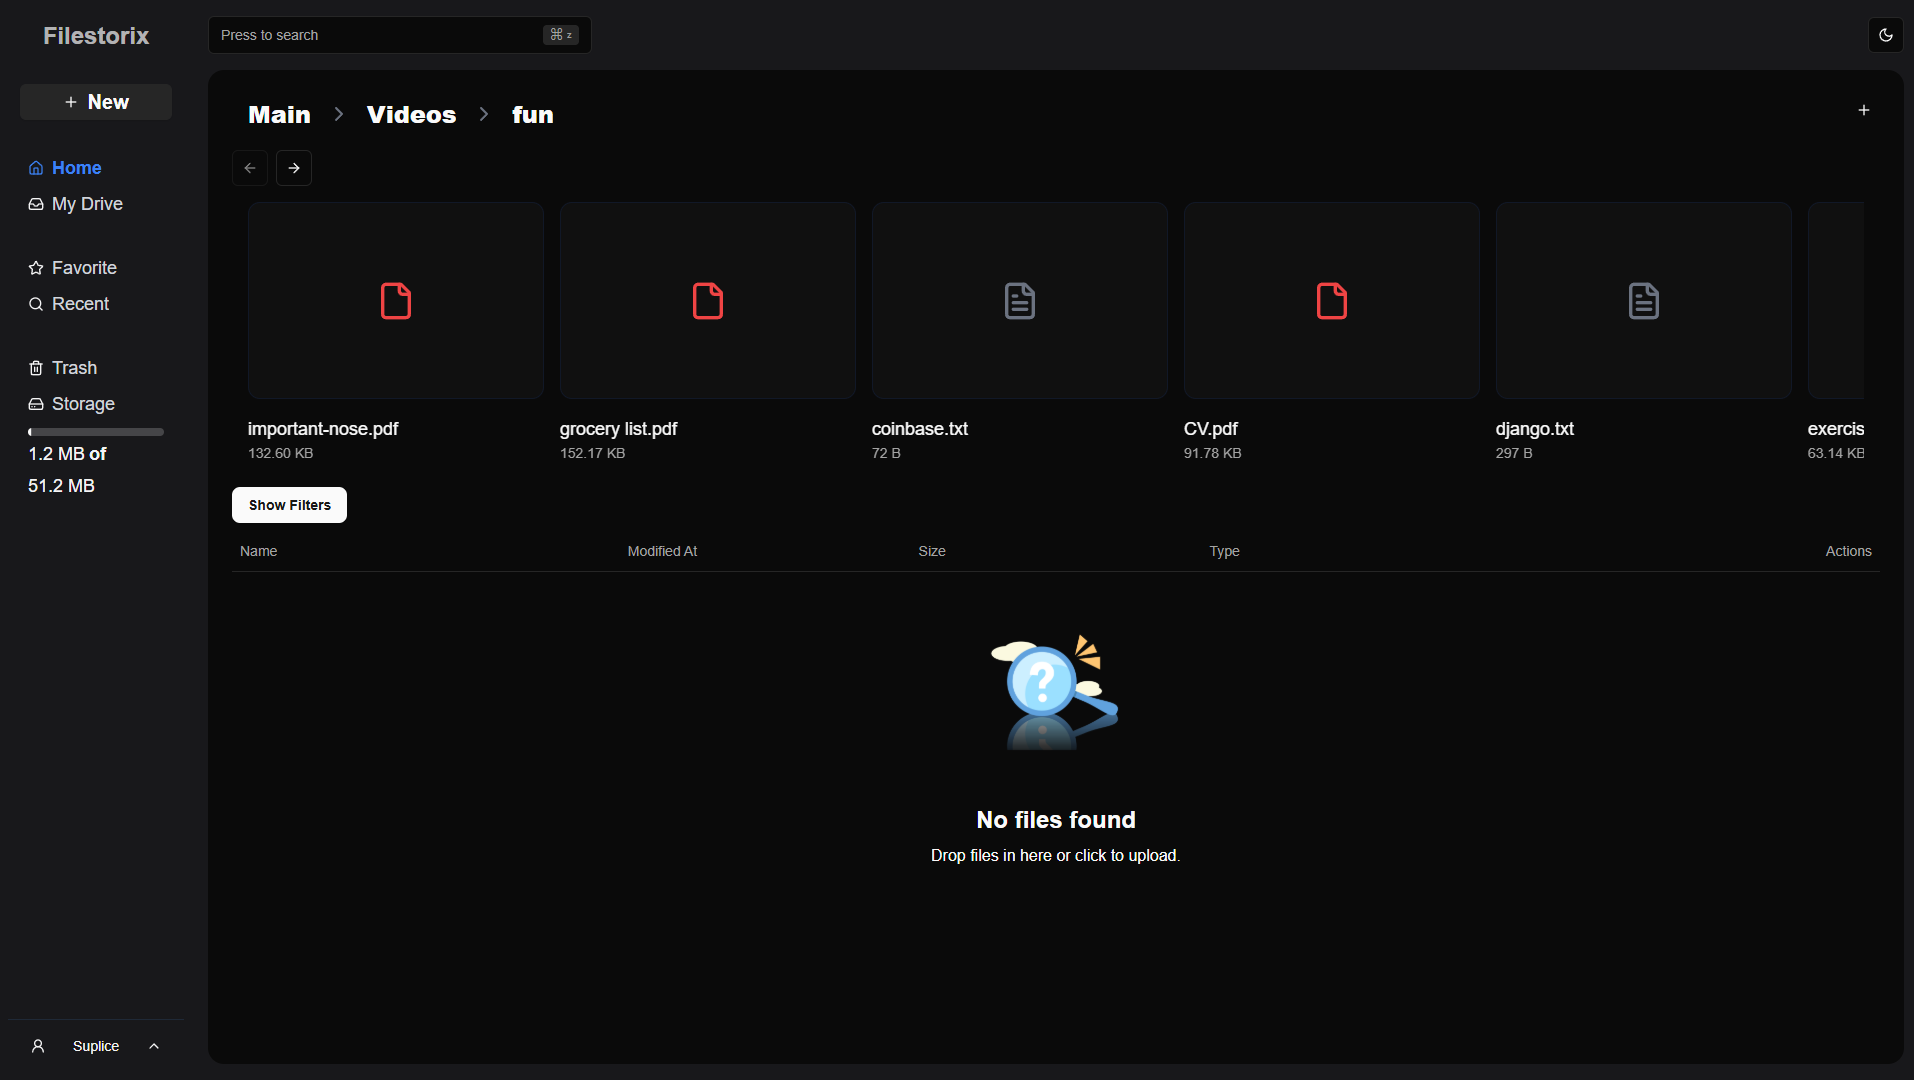 Filestorix
Press to search
⌘ z
+ New
Home
My Drive
Favorite
Recent
Trash
Storage
1.2 MB of
51.2 MB
Suplice
Main > Videos > fun
important-nose.pdf
132.60 KB
grocery list.pdf
152.17 KB
coinbase.txt
72 B
CV.pdf
91.78 KB
django.txt
297 B
exercis
63.14 KB
Show Filters
Name Modified At Size Type Actions
?
No files found
Drop files in here or click to upload.